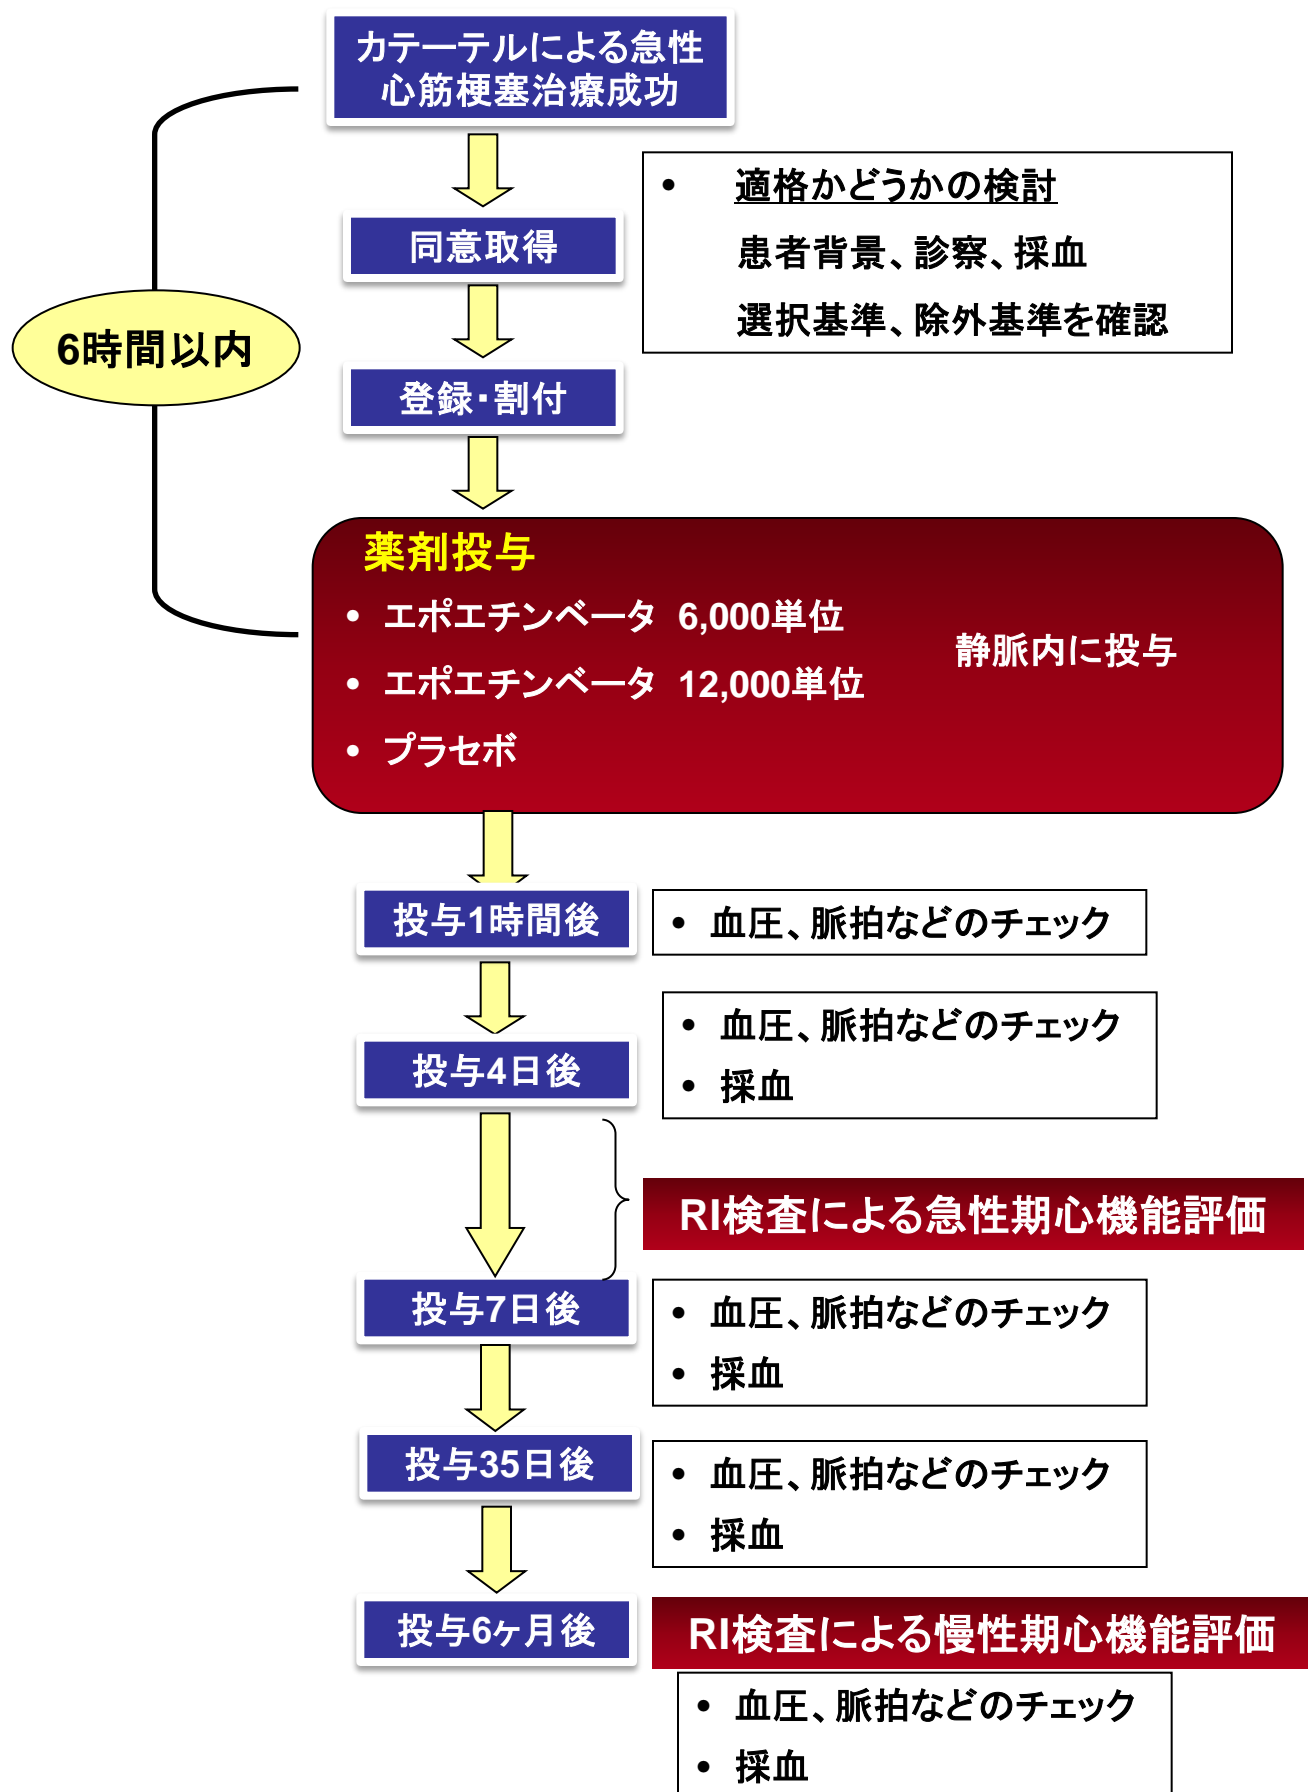 カテーテルによる急性
心筋梗塞治療成功
• 適格かどうかの検討
患者背景、診察、採血
選択基準、除外基準を確認
同意取得
6時間以内
登録・割付
薬剤投与
• エポエチンベータ 6,000単位
静脈内に投与
• エポエチンベータ 12,000単位
• プラセボ
投与1時間後
• 血圧、脈拍などのチェック
投与4日後
• 血圧、脈拍などのチェック
• 採血
RI検査による急性期心機能評価
投与7日後
• 血圧、脈拍などのチェック
• 採血
投与35日後
• 血圧、脈拍などのチェック
• 採血
投与6ヶ月後
RI検査による慢性期心機能評価
• 血圧、脈拍などのチェック
• 採血